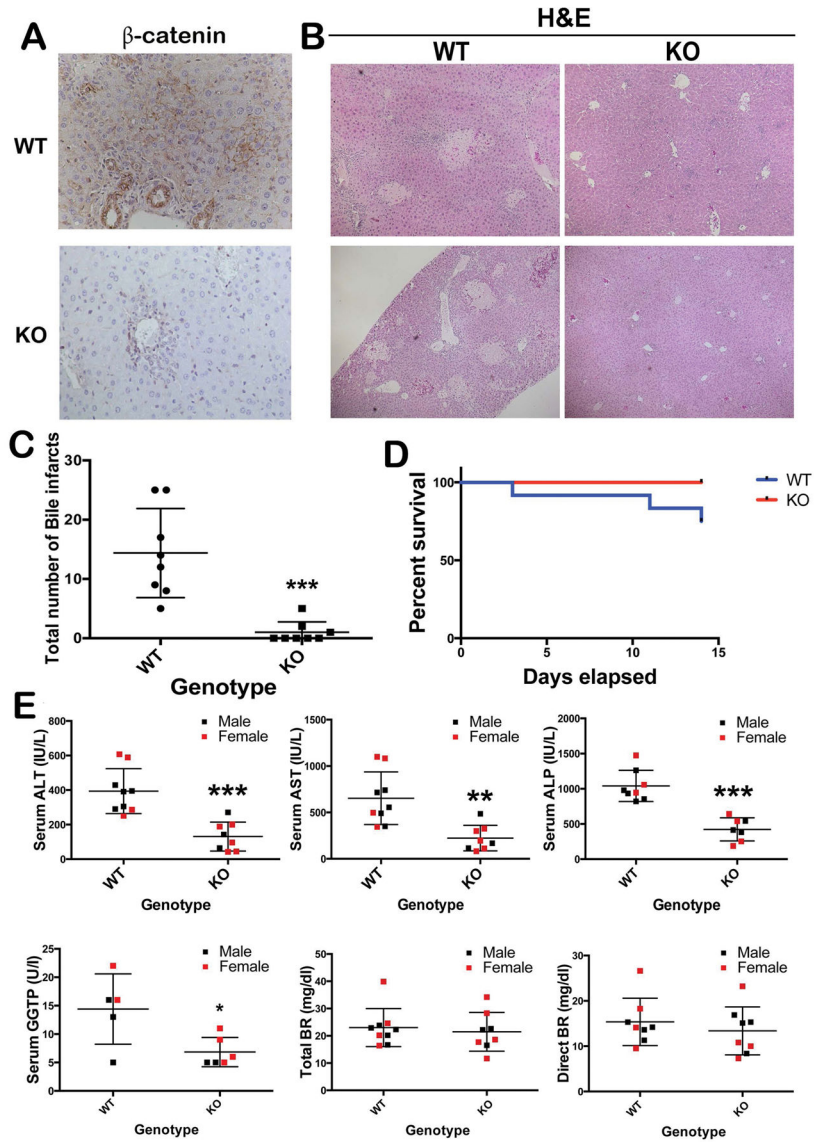 A
β-catenin
WT
KO
B
H&E
WT
KO
C
Total number of Bile infarcts
30
20
10
0
***
WT
KO
Genotype
D
Percent survival
100
50
0
0
5
10
15
Days elapsed
WT
KO
E
Serum ALT (IU/L)
800
600
400
200
0
Male
Female
***
WT
KO
Genotype
Serum AST (IU/L)
1500
1000
500
0
Male
Female
**
WT
KO
Genotype
Serum ALP (IU/L)
2000
1500
1000
500
0
Male
Female
***
WT
KO
Genotype
Serum GGTP (U/l)
25
20
15
10
5
0
Male
Female
*
WT
KO
Genotype
Total BR (mg/dl)
50
40
30
20
10
0
Male
Female
WT
KO
Genotype
Direct BR (mg/dl)
30
20
10
0
Male
Female
WT
KO
Genotype